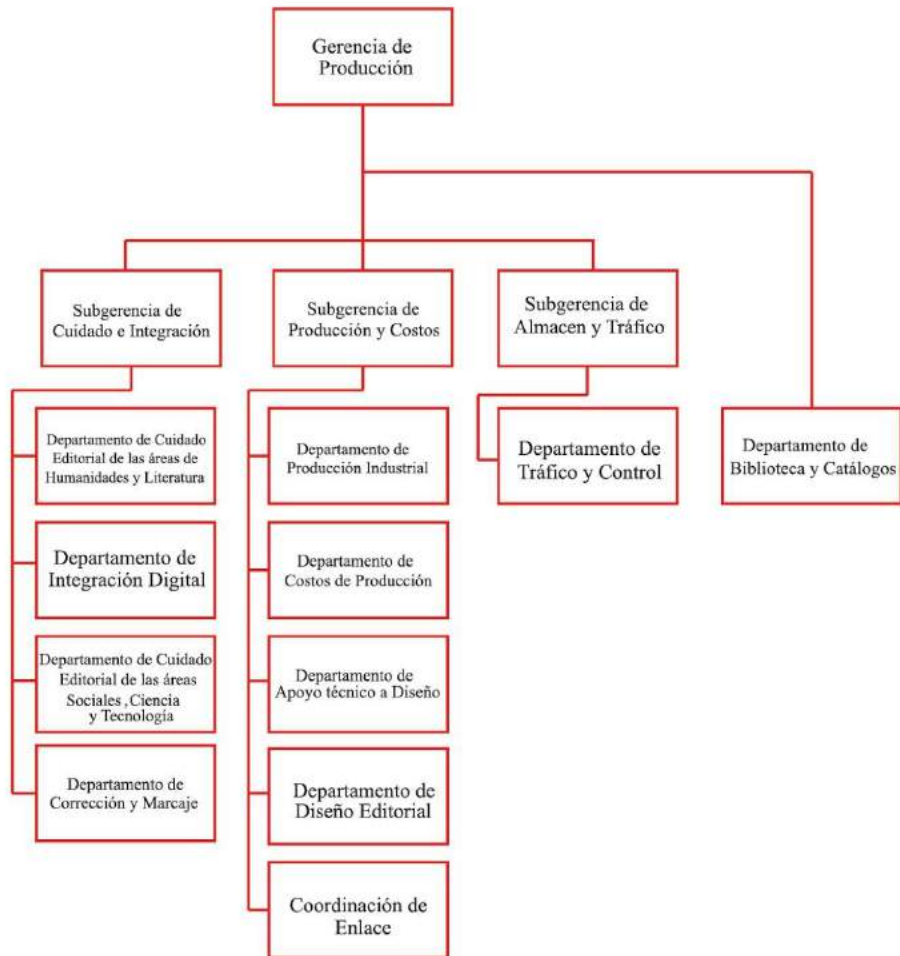 Gerencia de
Producción
Subgerencia de
Cuidado e Integración
Subgerencia de
Producción y Costos
Subgerencia de
Almacen y Tráfico
Departamento de Cuidado
Editorial de las áreas de
Humanidades y Literatura
Departamento de
Integración Digital
Departamento de Cuidado
Editorial de las áreas
Sociales ,Ciencia
y Tecnología
Departamento de
Corrección y Marcaje
Departamento de
Producción Industrial
Departamento de
Costos de Producción
Departamento de
Apoyo técnico a Diseño
Departamento de
Diseño Editorial
Coordinación de
Enlace
Departamento de
Tráfico y Control
Departamento de
Biblioteca y Catálogos